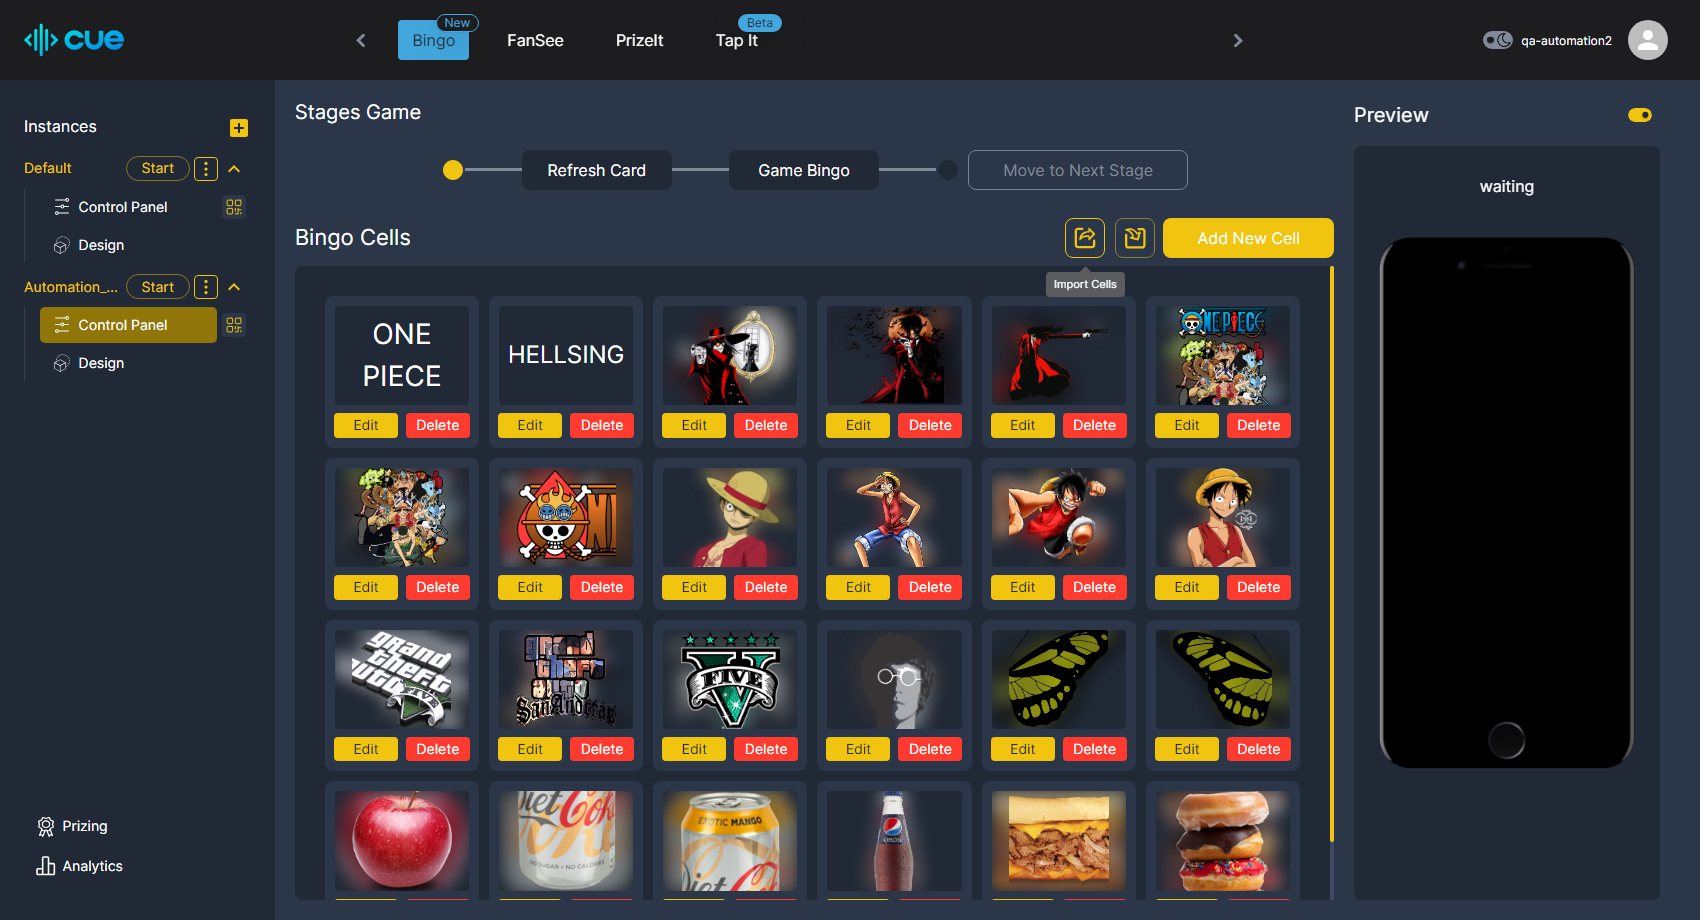 cue
New
Bingo
FanSee
PrizeIt
Beta
Tap It
qa-automation2
Instances
Default
Start
Control Panel
Design
Automation_...
Start
Control Panel
Design
Prizing
Analytics
Stages Game
Refresh Card
Game Bingo
Move to Next Stage
Bingo Cells
Add New Cell
Import Cells
ONE
PIECE
HELLSING
ONE PIECE
Edit Delete Edit Delete Edit Delete Edit Delete Edit Delete Edit Delete
Edit Delete Edit Delete Edit Delete Edit Delete Edit Delete Edit Delete
grand
theft
auto
FIVE
grand
theft
auto
SanAndreas
V
FIVE
Edit Delete Edit Delete Edit Delete Edit Delete Edit Delete Edit Delete
Diet Coke
NO SUGAR • NO CALORIES
EXOTIC MANGO
Diet Coke
pepsi
Preview
waiting